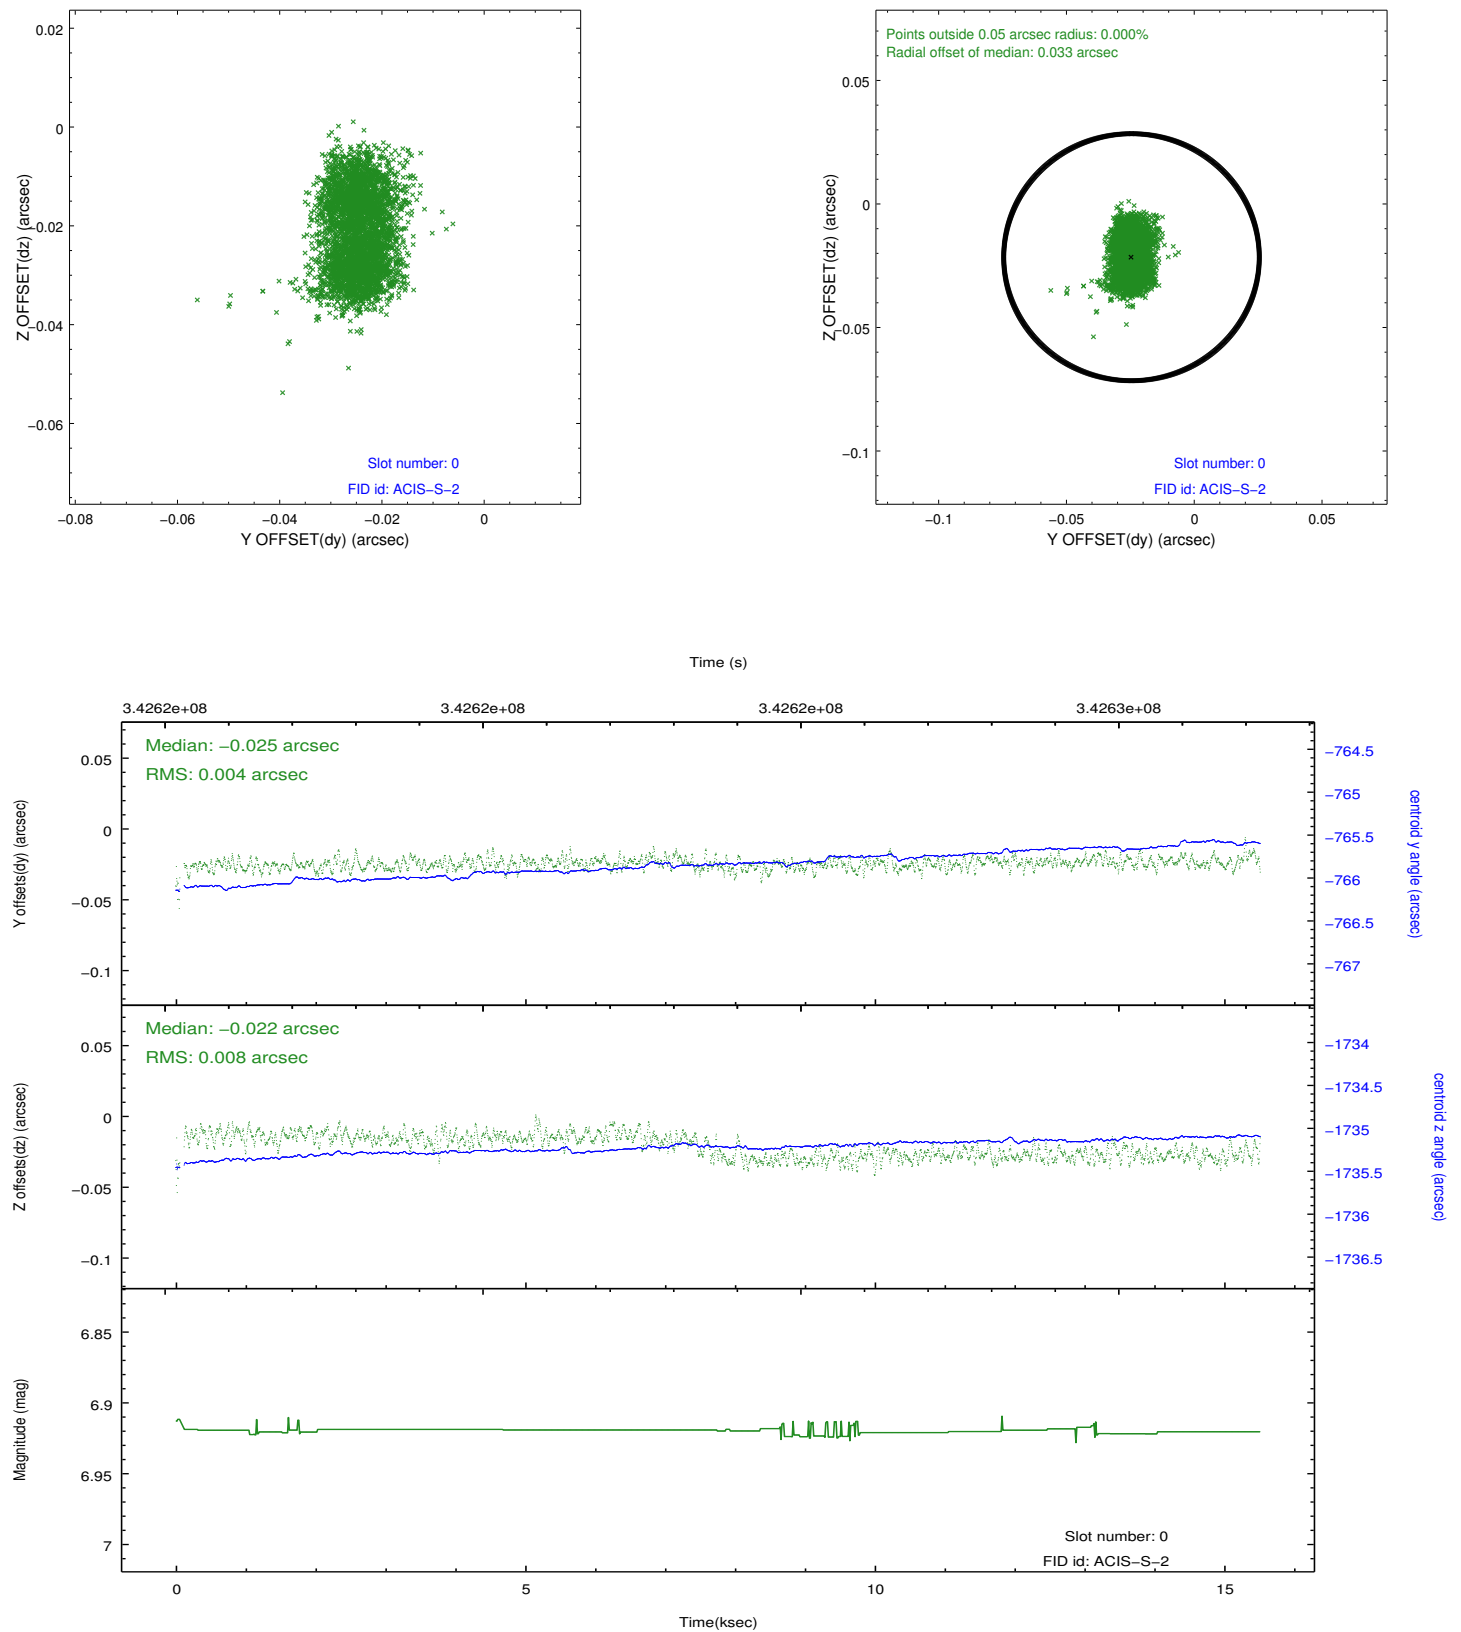 0.02
0
−0.02
−0.04
−0.06
Z OFFSET(dz) (arcsec)
Slot number: 0
FID id: ACIS−S−2
−0.08 −0.06 −0.04 −0.02 0
Y OFFSET(dy) (arcsec)
Points outside 0.05 arcsec radius: 0.000%
Radial offset of median: 0.033 arcsec
0.05
0
−0.05
−0.1
Z OFFSET(dz) (arcsec)
Slot number: 0
FID id: ACIS−S−2
−0.1 −0.05 0 0.05
Y OFFSET(dy) (arcsec)
Time (s)
3.4262e+08 3.4262e+08 3.4262e+08 3.4263e+08
Median: −0.025 arcsec
RMS: 0.004 arcsec
0.05
0
−0.05
−0.1
Y offsets(dy) (arcsec)
−764.5
−765
−765.5
−766
−766.5
−767
centroid y angle (arcsec)
Median: −0.022 arcsec
RMS: 0.008 arcsec
0.05
0
−0.05
−0.1
Z offsets(dz) (arcsec)
−1734
−1734.5
−1735
−1735.5
−1736
−1736.5
centroid z angle (arcsec)
6.85
6.9
6.95
7
Magnitude (mag)
Slot number: 0
FID id: ACIS−S−2
0 5 10 15
Time(ksec)